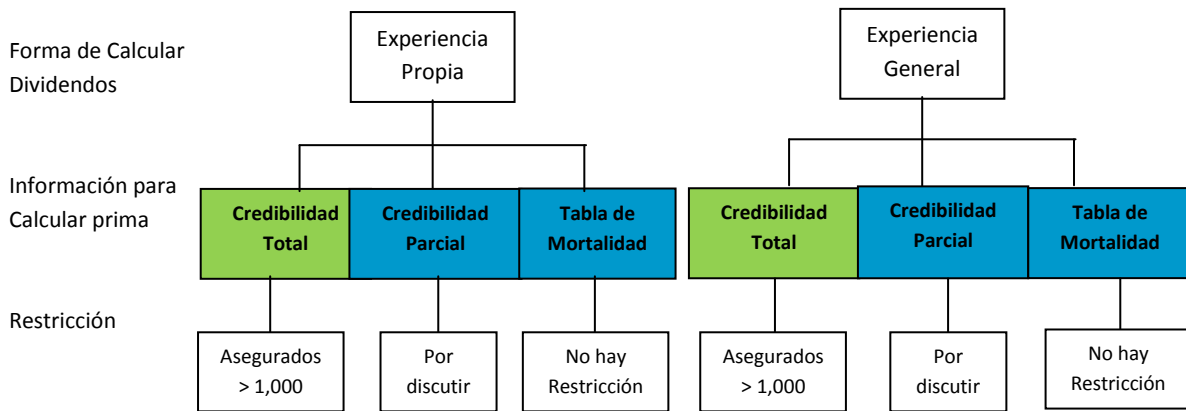 Forma de Calcular
Dividendos
Experiencia
Propia
Experiencia
General
Información para
Calcular prima
Credibilidad
Total
Credibilidad
Parcial
Tabla de
Mortalidad
Credibilidad
Total
Credibilidad
Parcial
Tabla de
Mortalidad
Restricción
Asegurados
> 1,000
Por
discutir
No hay
Restricción
Asegurados
> 1,000
Por
discutir
No hay
Restricción